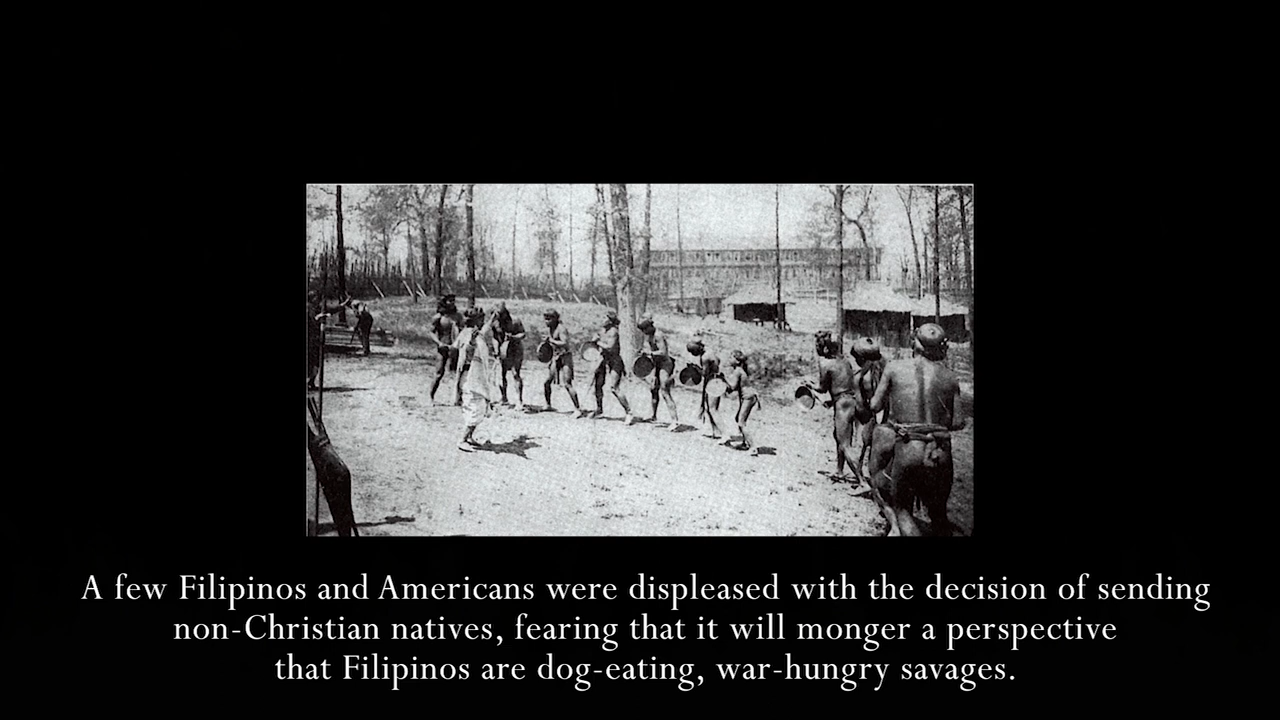 A few Filipinos and Americans were displeased with the decision of sending
non-Christian natives, fearing that it will monger a perspective
that Filipinos are dog-eating, war-hungry savages.